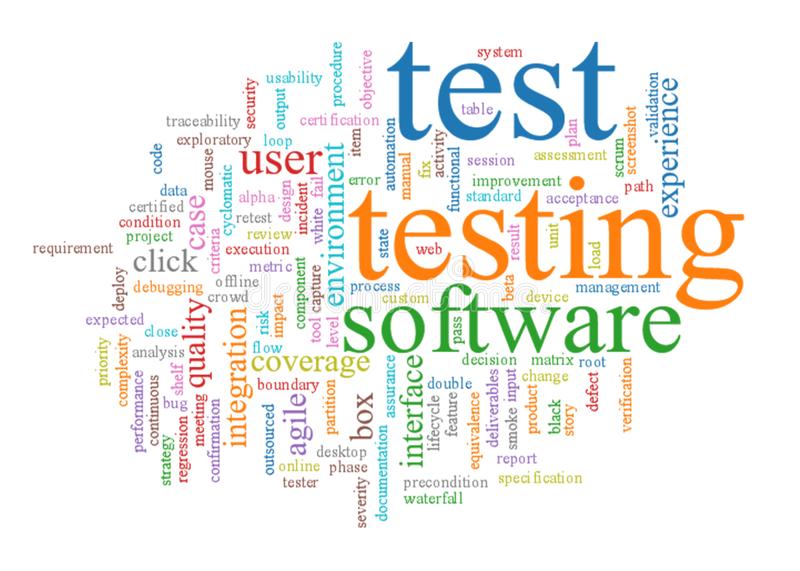 system
test
usability
procedure
objective
security
output
table
validation
experience
traceability
certification
exploratory
loop
item
automation
manual
fix
activity
functional
plan
screenshot
scrum
assessment
session
code
mouse
user
environment
error
improvement
path
data
cyclomatic
alpha
design
incident
fail
white
standard
acceptance
certified
case
retest
testing
condition
criteria
review
project
execution
state
web
result
unit
load
requirement
click
metric
deploy
debugging
offline
crowd
component
capture
process
custom
beta
device
management
expected
close
quality
integration
risk
impact
tool
level
software
pass
priority
complexity
analysis
flow
coverage
decision
matrix
root
performance
continuous
shelf
bug
meeting
boundary
partition
box
assurance
interface
double
deliverables
input
change
defect
verification
strategy
regression
confirmation
outsourced
agile
desktop
lifecycle
feature
equivalence
smoke
product
black
story
online
phase
tester
severity
documentation
report
precondition
specification
waterfall
dreamstime